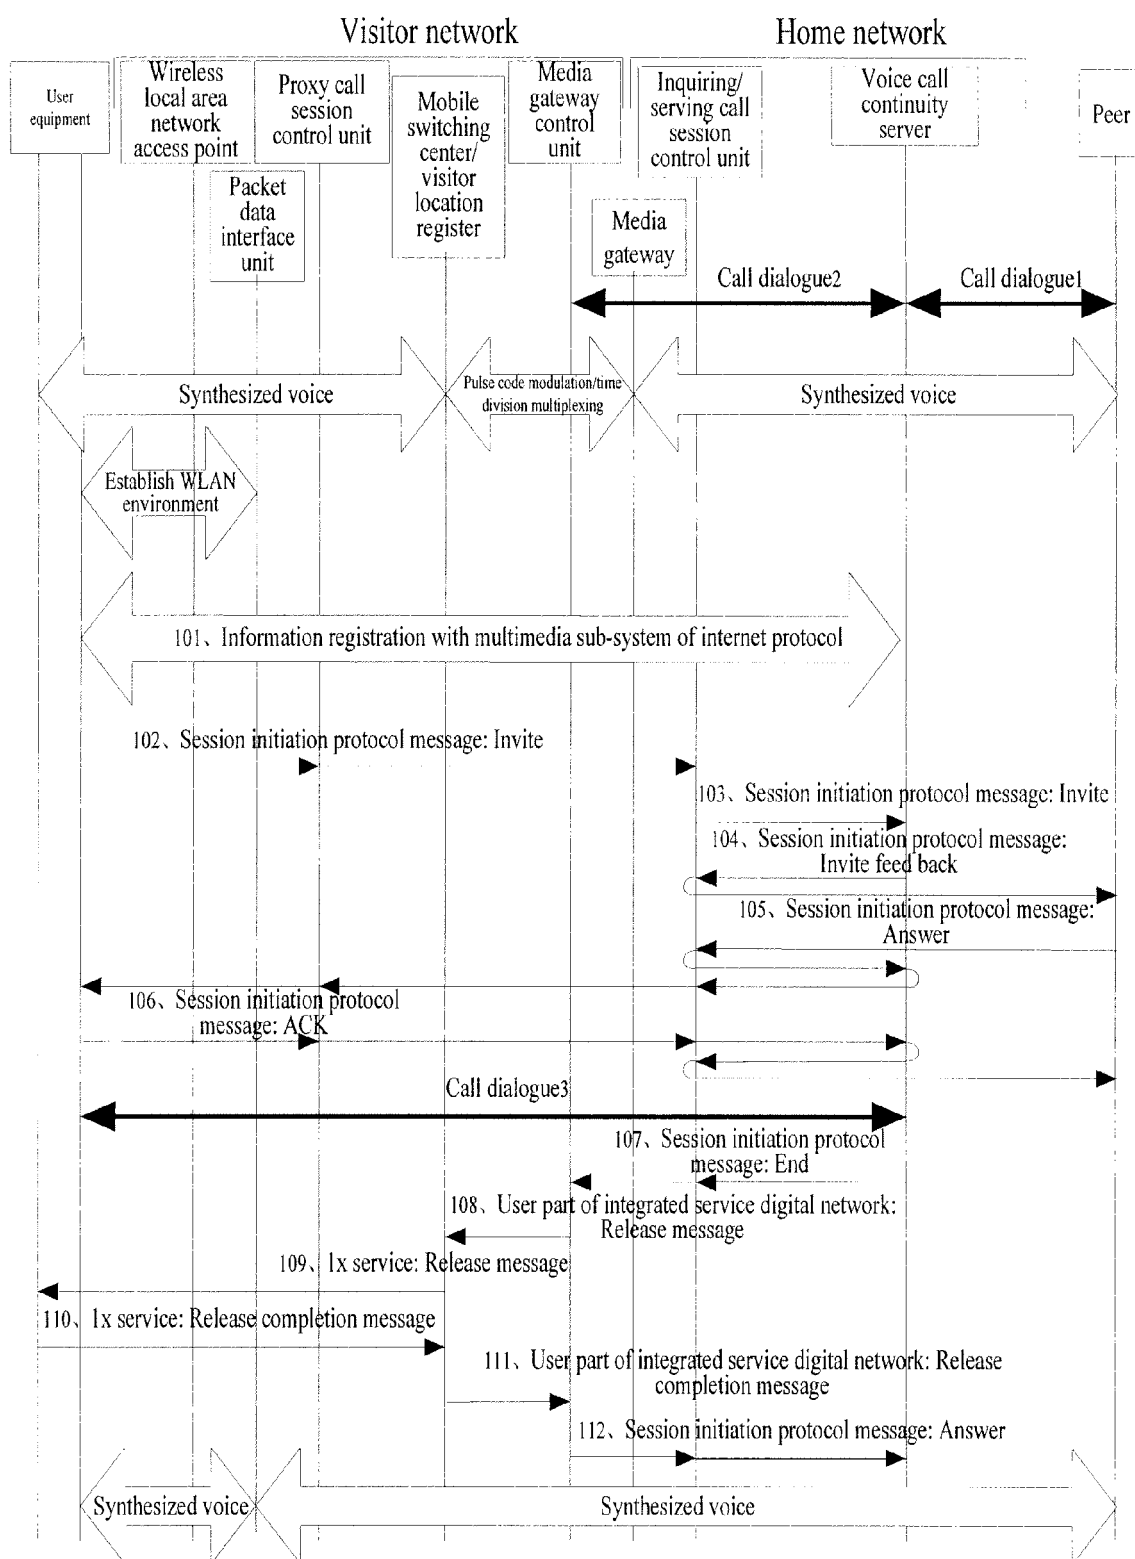 Visitor network
Home network
User
equipment
Wireless
local area
network
access point
Proxy call
session
control unit
Mobile
switching
center/
visitor
location
register
Media
gateway
control
unit
Inquiring/
serving call
session
control unit
Voice call
continuity
server
Peer
Packet
data
interface
unit
Media
gateway
Call dialogue2
Call dialogue1
Synthesized voice
Pulse code modulation/time
division multiplexing
Synthesized voice
Establish WLAN
environment
101、Information registration with multimedia sub-system of internet protocol
102、Session initiation protocol message: Invite
103、Session initiation protocol message: Invite
104、Session initiation protocol message:
Invite feed back
105、Session initiation protocol message:
Answer
106、Session initiation protocol
message: ACK
Call dialogue3
107、Session initiation protocol
message: End
108、User part of integrated service digital network:
Release message
109、1x service: Release message
110、1x service: Release completion message
111、User part of integrated service digital network: Release
completion message
112、Session initiation protocol message: Answer
Synthesized voice
Synthesized voice